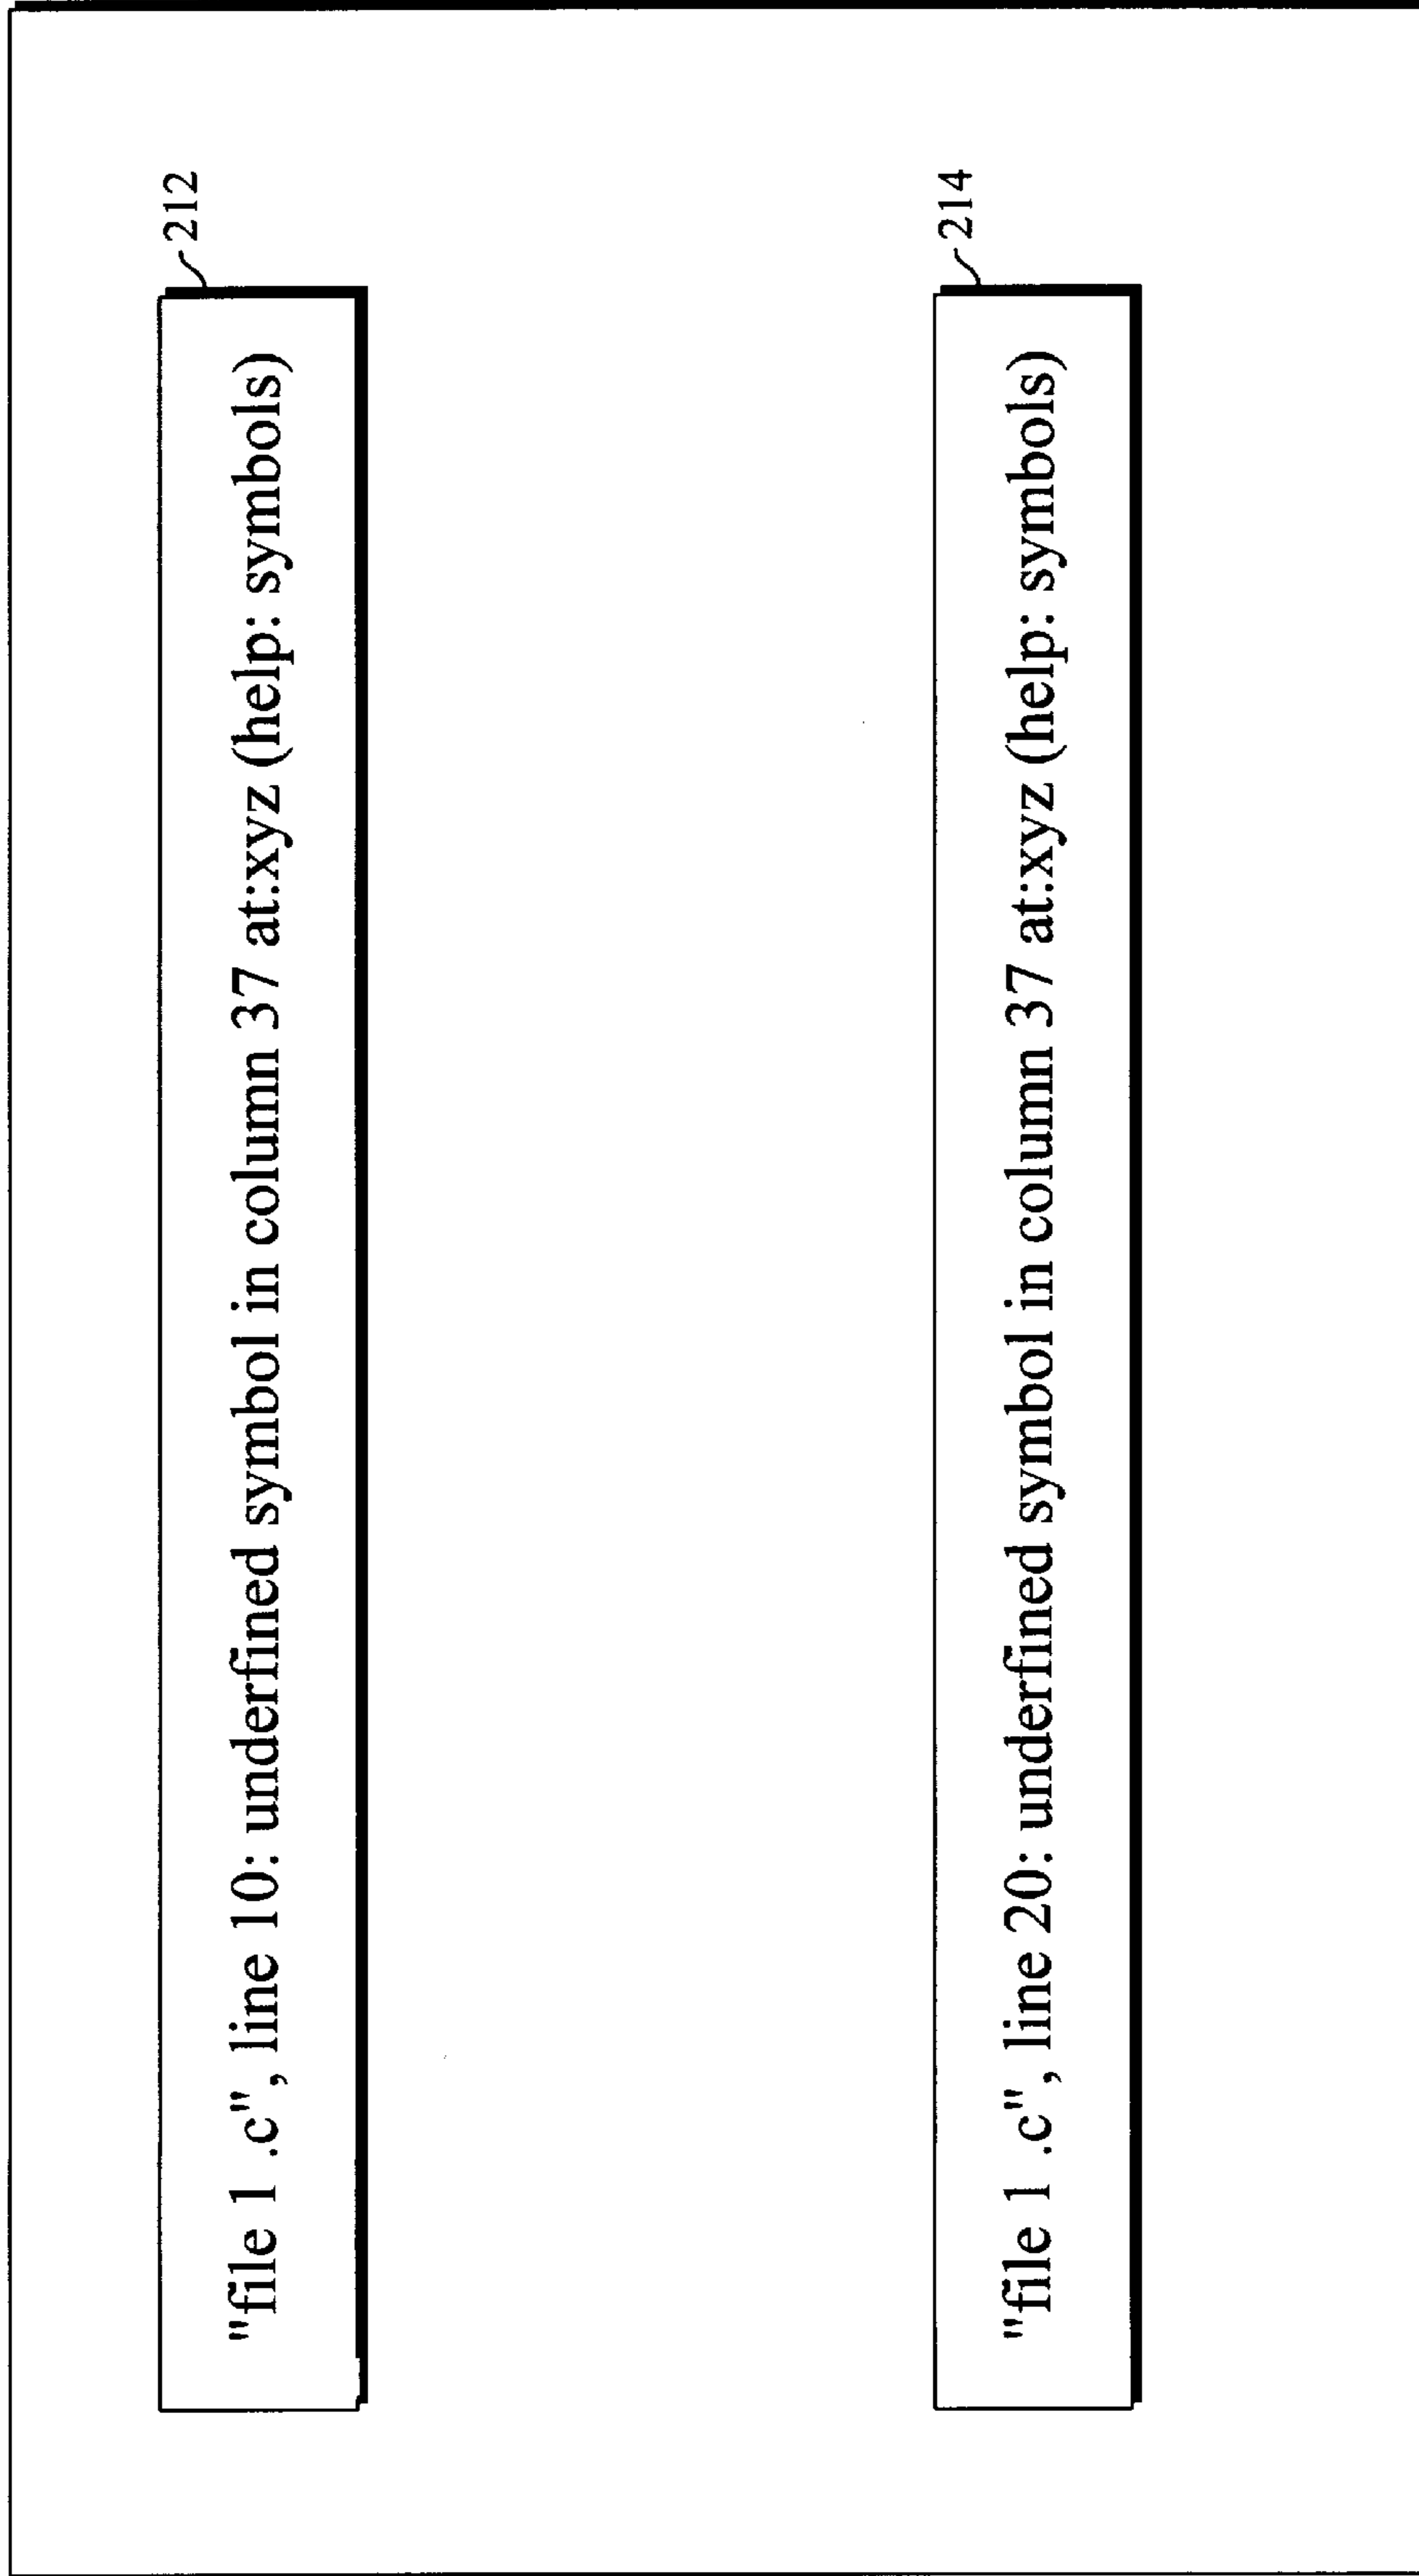 212
"file 1 .c", line 10: underfined symbol in column 37 at:xyz (help: symbols)
214
"file 1 .c", line 20: underfined symbol in column 37 at:xyz (help: symbols)